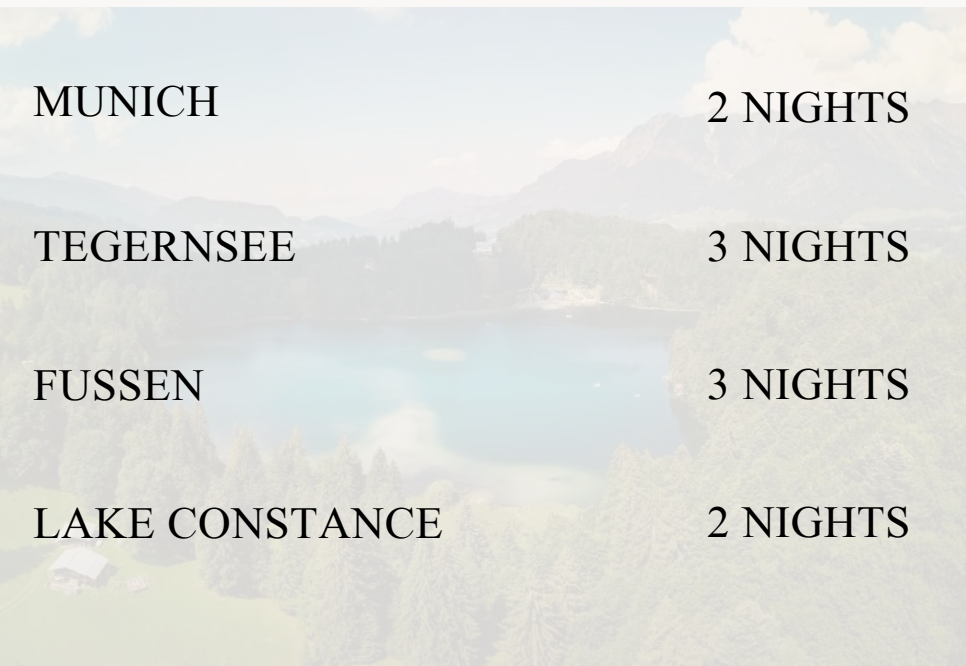 MUNICH 2 NIGHTS
TEGERNSEE 3 NIGHTS
FUSSEN 3 NIGHTS
LAKE CONSTANCE 2 NIGHTS